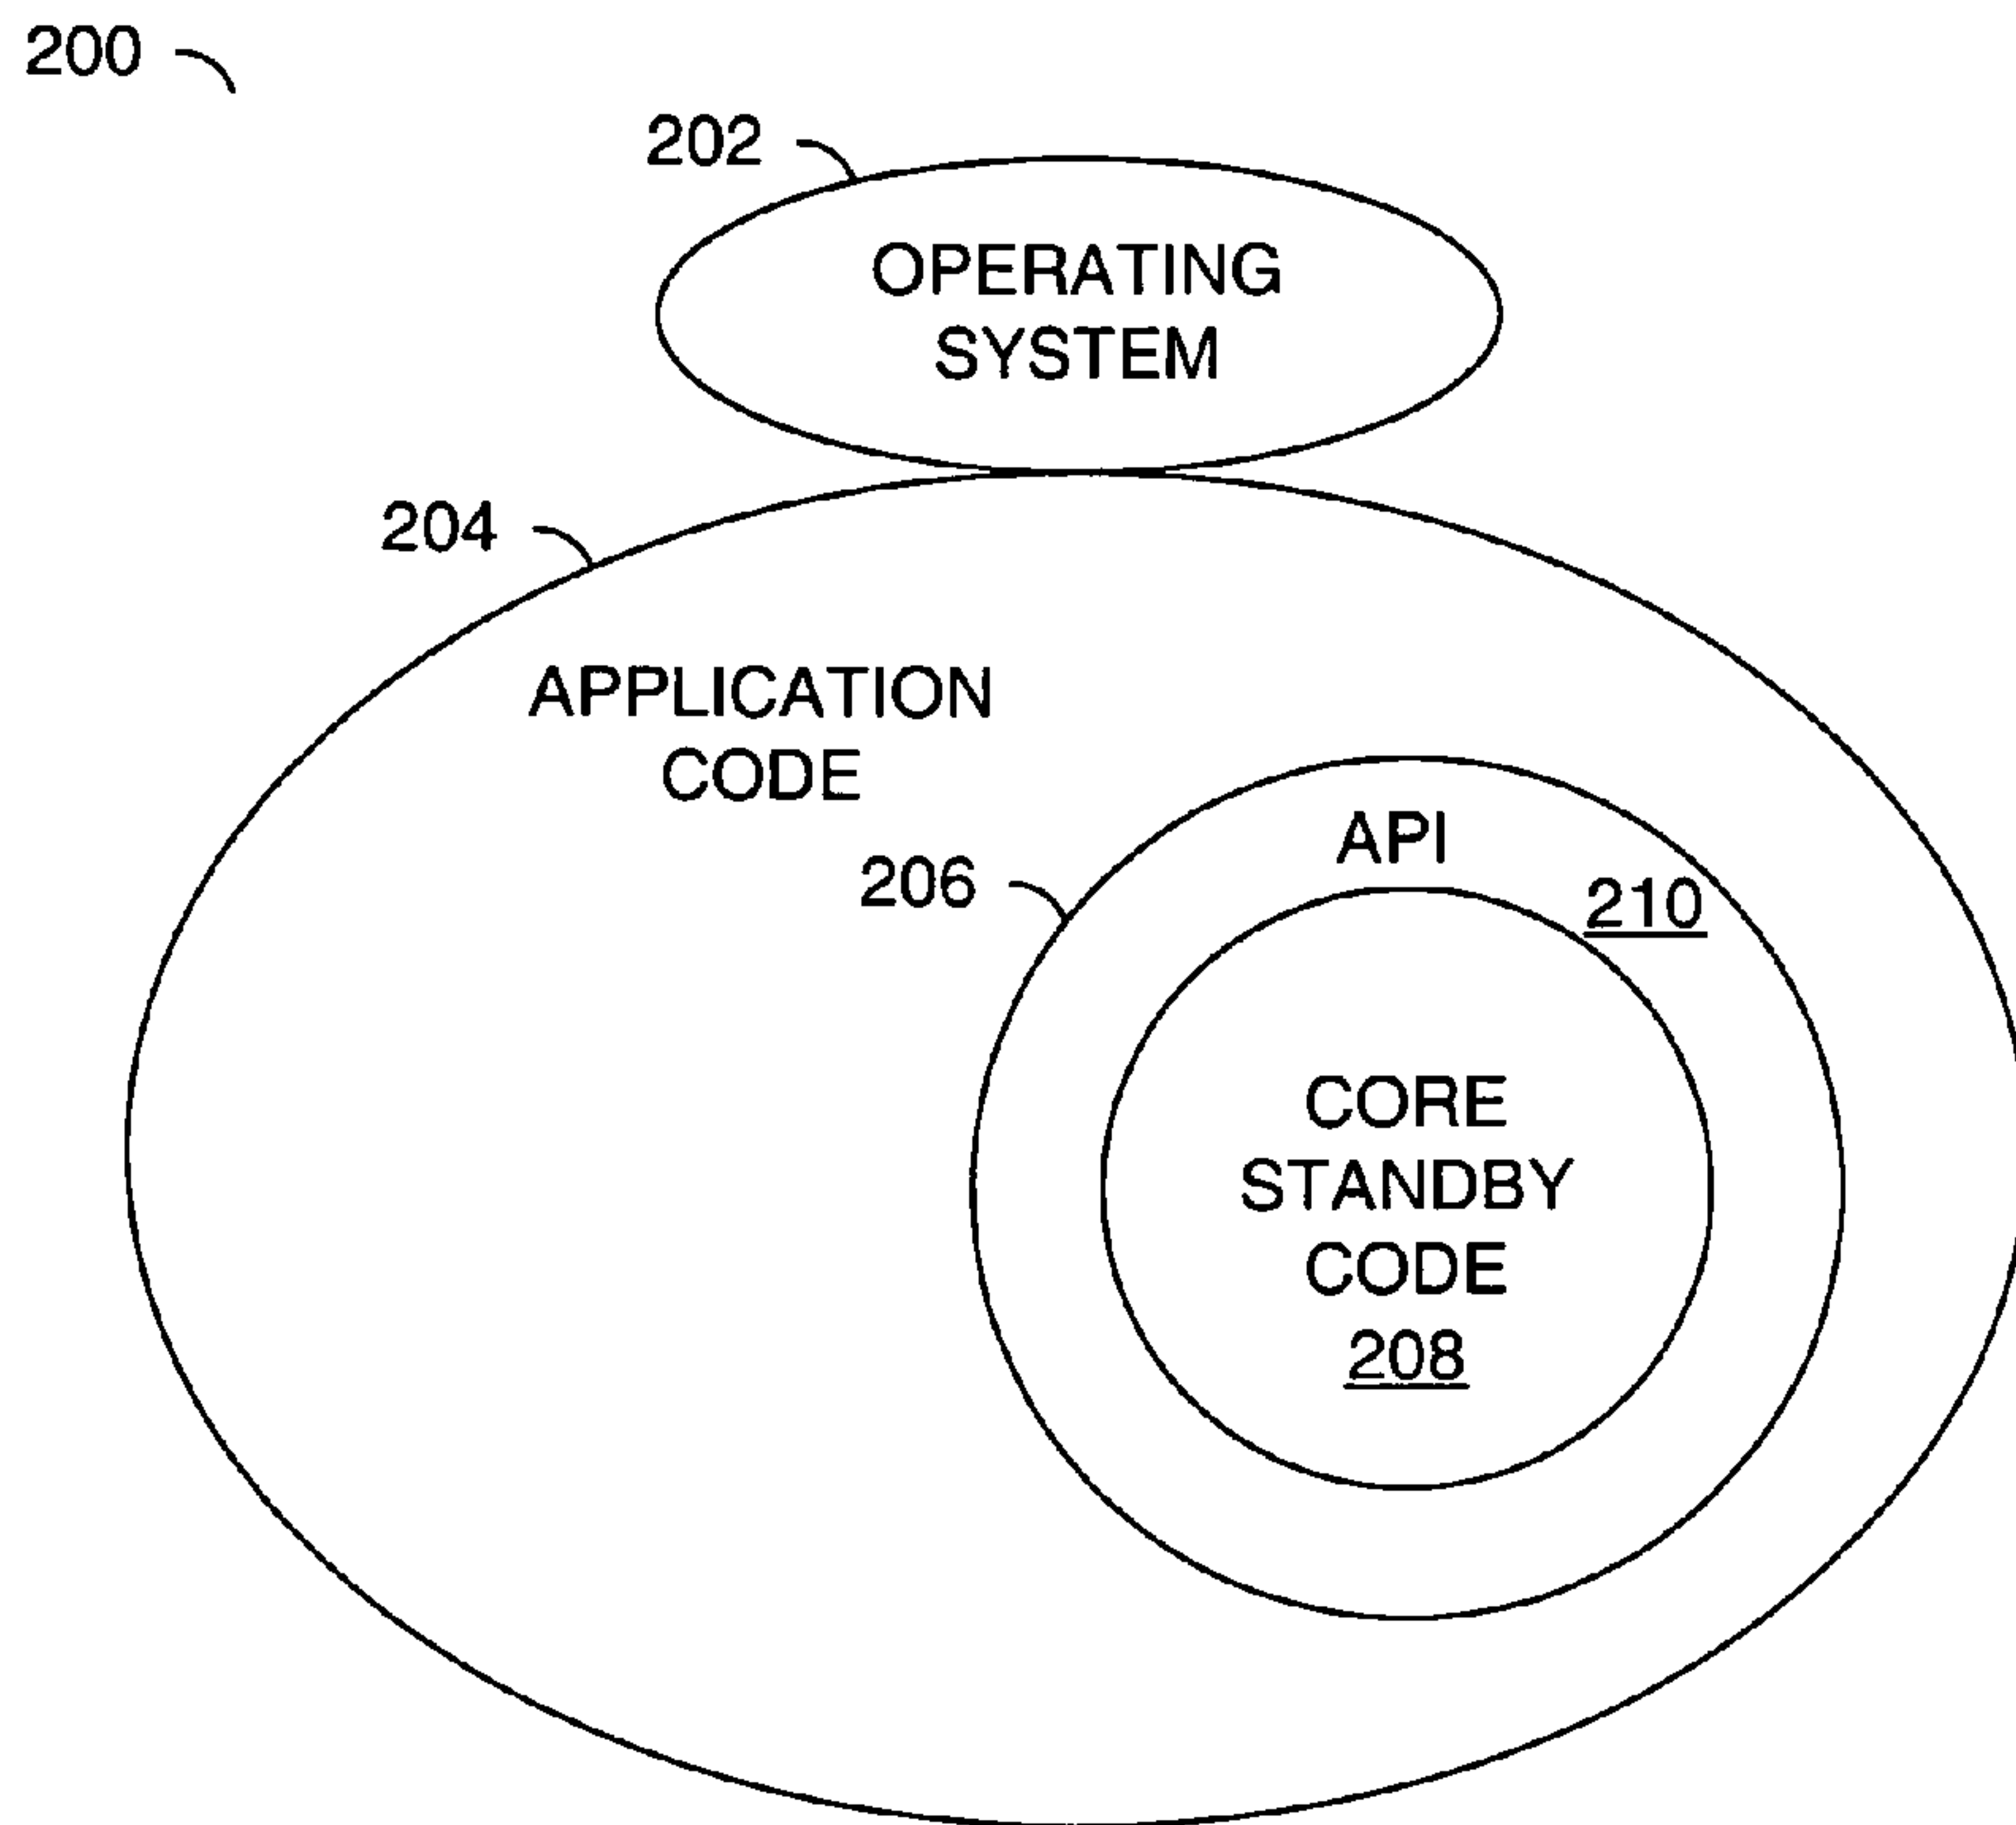 200
202
OPERATING
SYSTEM
204
APPLICATION
CODE
API
206
210
CORE
STANDBY
CODE
208